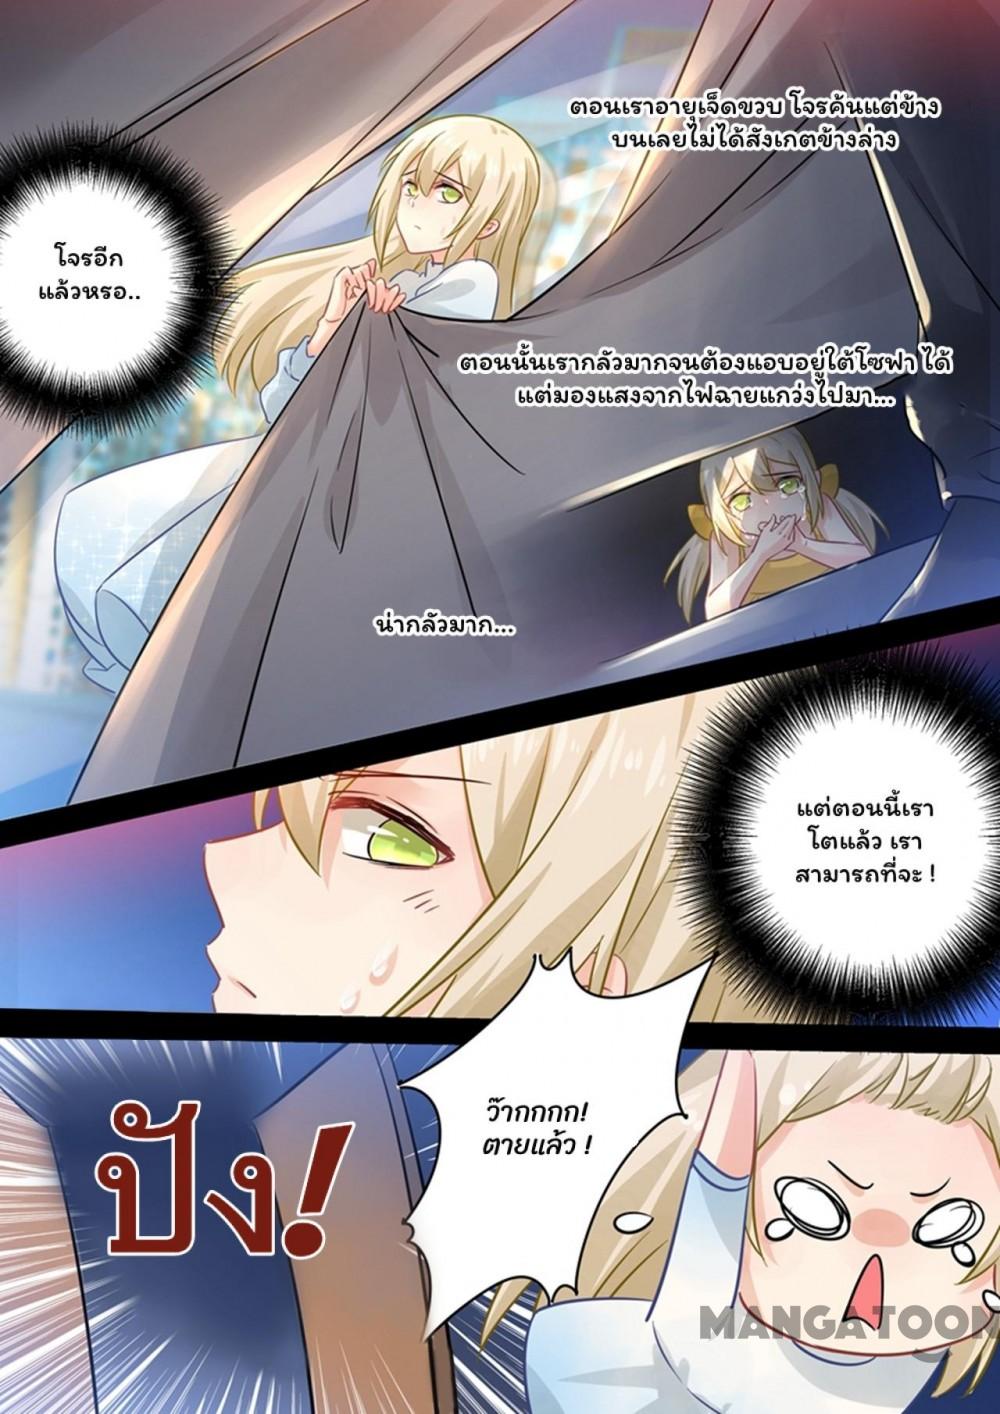 ตอนเราอายุเจ็ดขวบ โจรค้นแต่ข้าง
บนเลยไม่ได้สังเกตข้างล่าง
โจรอีก
แล้วหรอ..
ตอนนั้นเรากลัวมากจนต้องแอบอยู่ใต้โซฟา ได้
แต่มองแสงจากไฟฉายแกว่งไปมา...
น่ากลัวมาก...
แต่ตอนนี้เรา
โตแล้ว เรา
สามารถที่จะ !
ปัง!
ว๊ากกกก!
ตายแล้ว !
MANGATOON